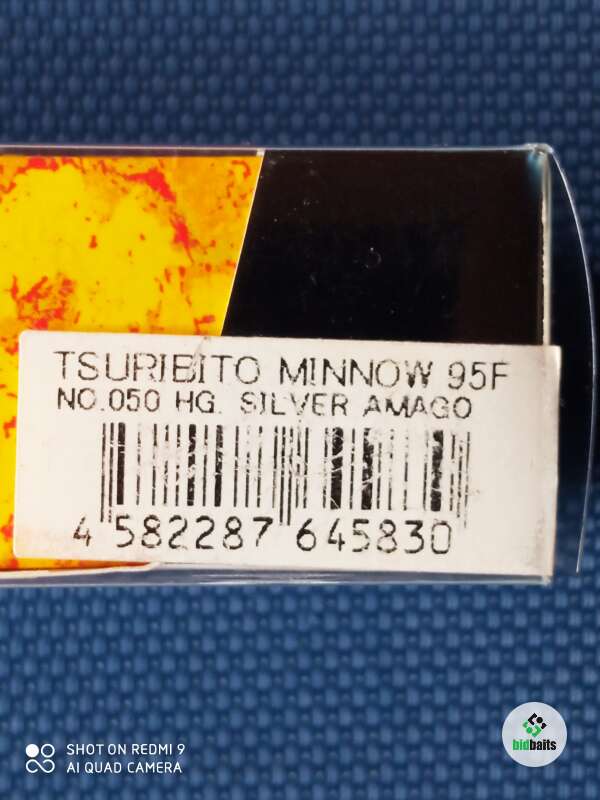 TSURIBITO MINNOW 95F
NO.050 HG. SILVER AMAGO
4 582287 645830
SHOT ON REDMI 9
AI QUAD CAMERA
bidbaits